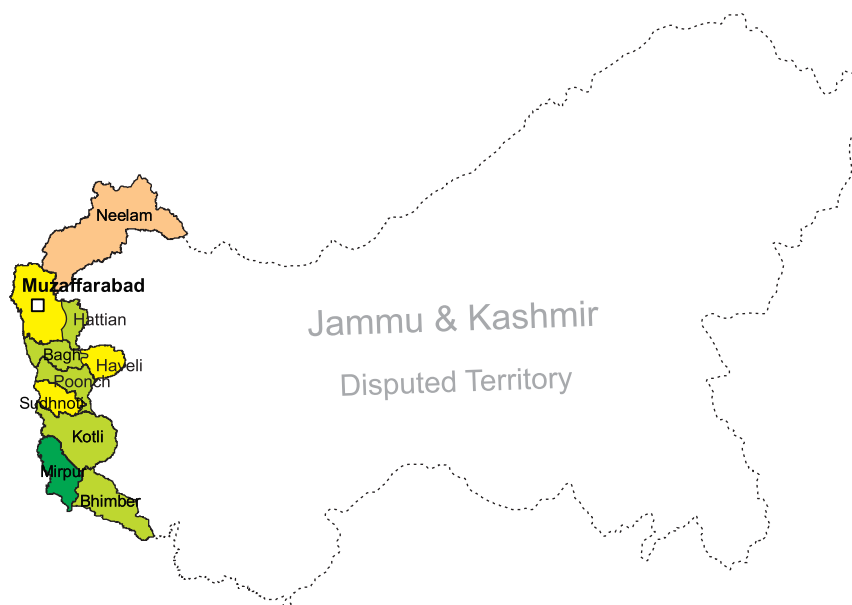 Neelam
Muzaffarabad
Hattian
Bagh
Haveli
Poonch
Sudhnoti
Kotli
Mirpur
Bhimber
Jammu & Kashmir
Disputed Territory